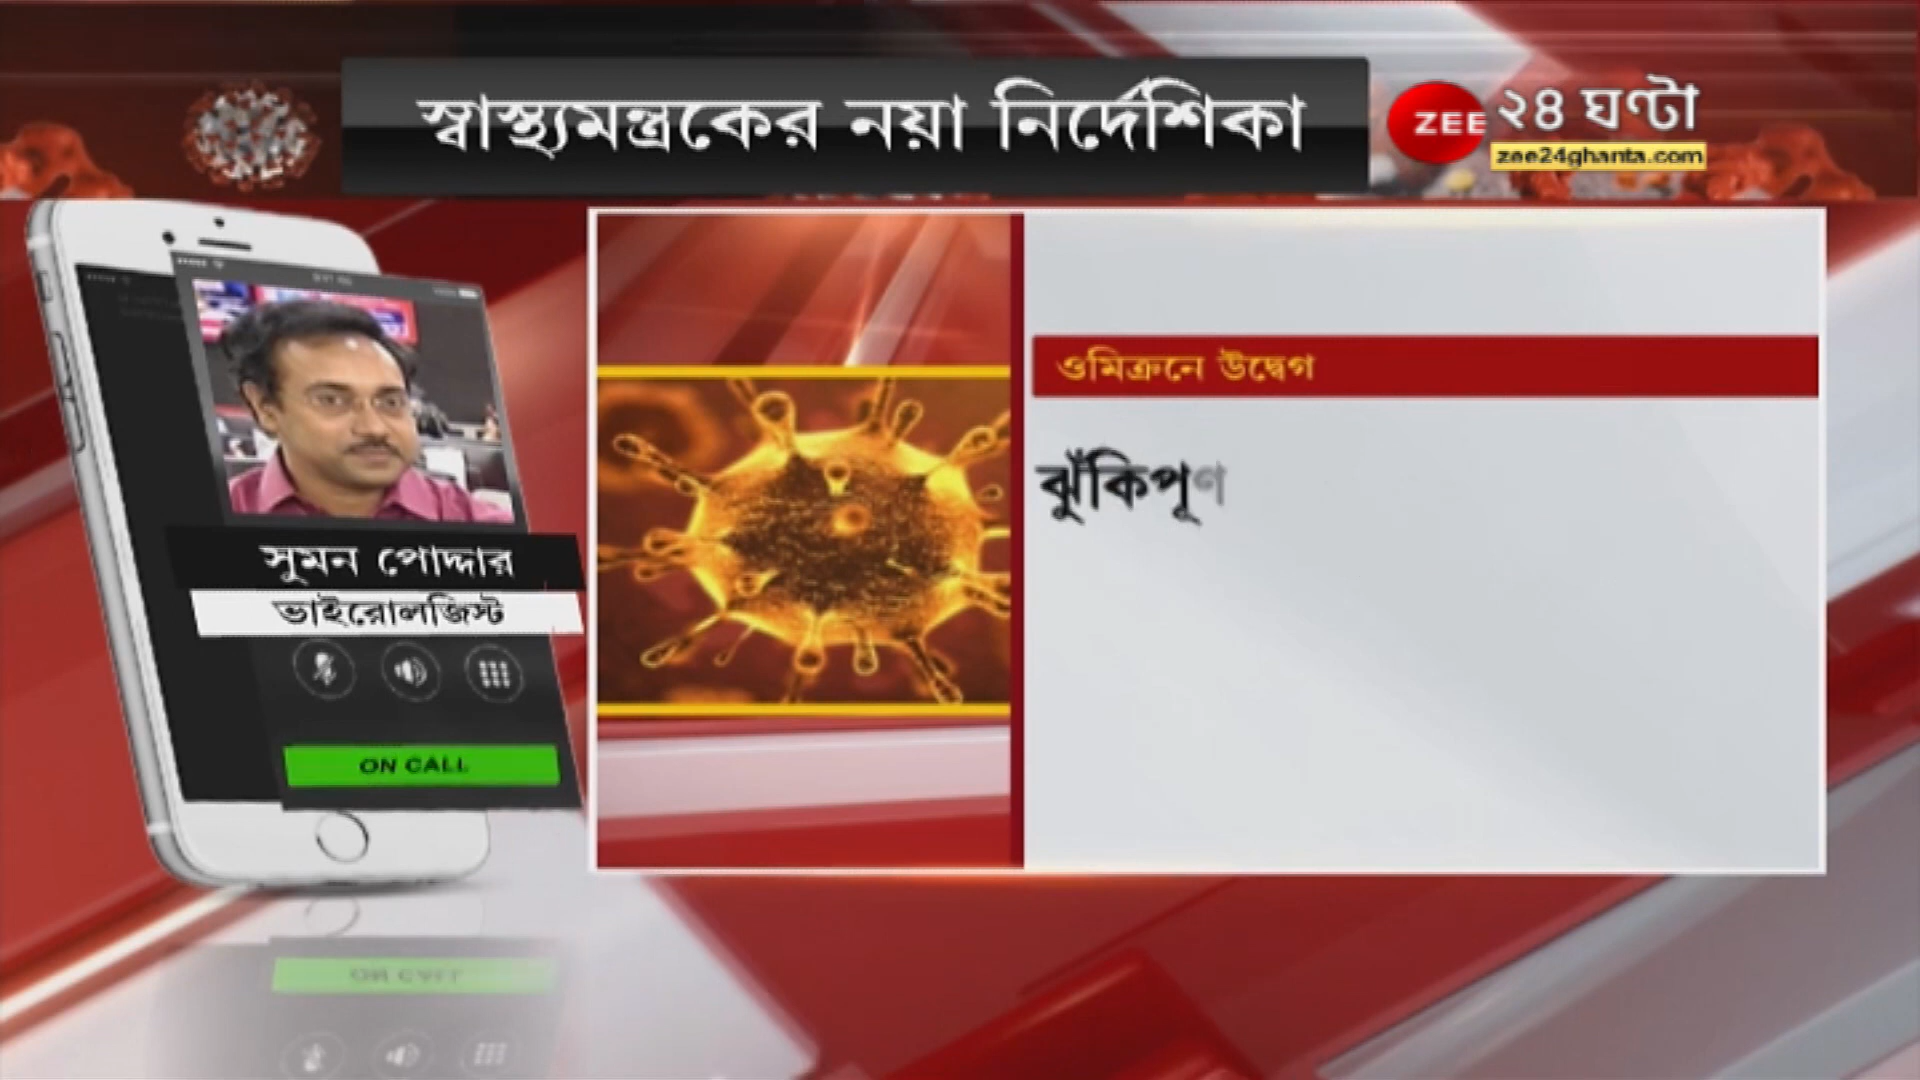 স্বাস্থ্যমন্ত্রকের নয়া নির্দেশিকা
ZEE ২৪ ঘণ্টা
zee24ghanta.com
ওমিক্রনে উদ্বেগ
ঝুঁকিপূণ
সুমন পোদ্দার
ভাইরোলজিস্ট
ON CALL